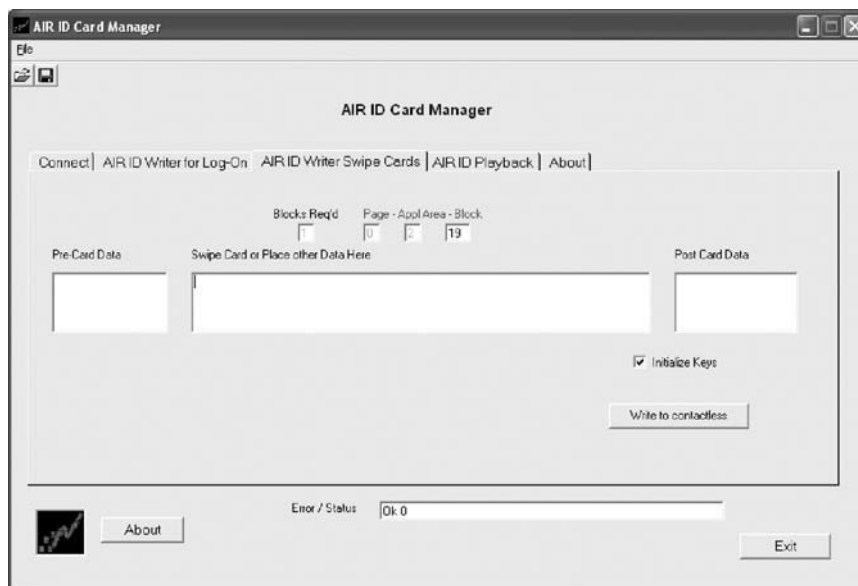 AIR ID Card Manager
File
AIR ID Card Manager
Connect AIR ID Writer for Log-On AIR ID Writer Swipe Cards AIR ID Playback About
Blocks Req'd Page - Appl Area - Block
1 0 2 19
Pre-Card Data Swipe Card or Place other Data Here Post Card Data
Initialize Keys
Write to contactless
Error / Status Ok 0
About
Exit